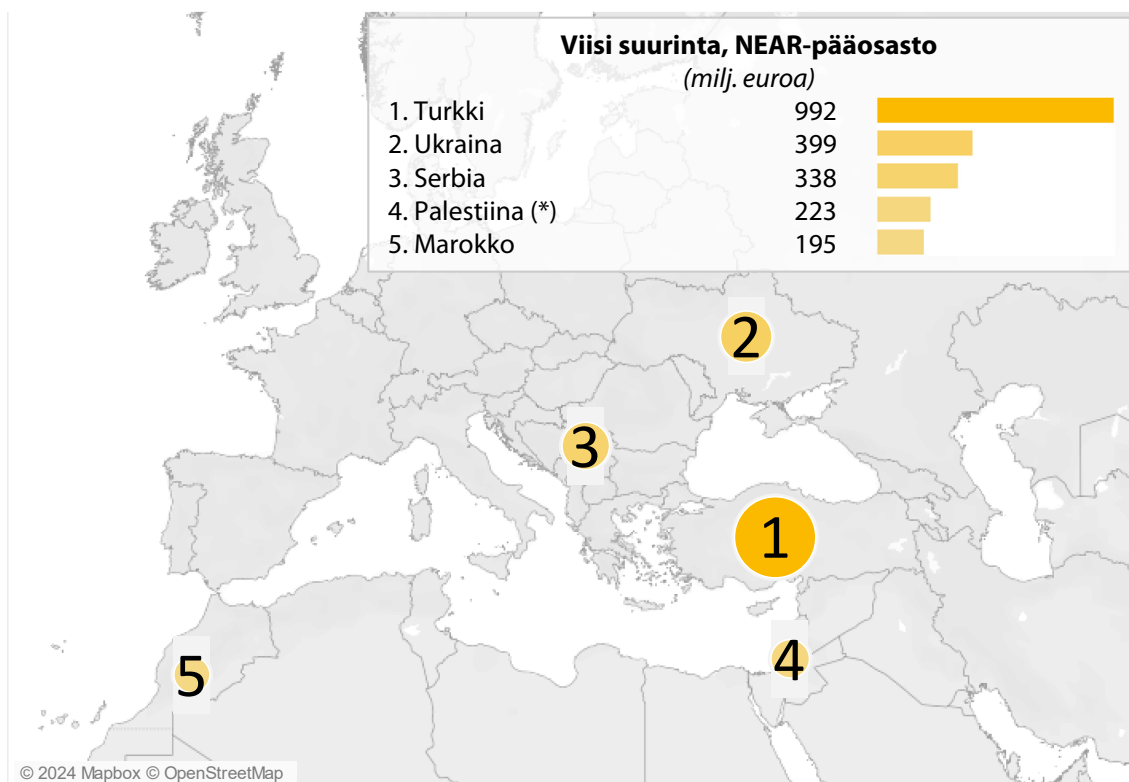 Viisi suurinta, NEAR-pääosasto
(milj. euroa)
1. Turkki 992
2. Ukraina 399
3. Serbia 338
4. Palestiina (*) 223
5. Marokko 195
2
3
1
4
5
© 2024 Mapbox © OpenStreetMap